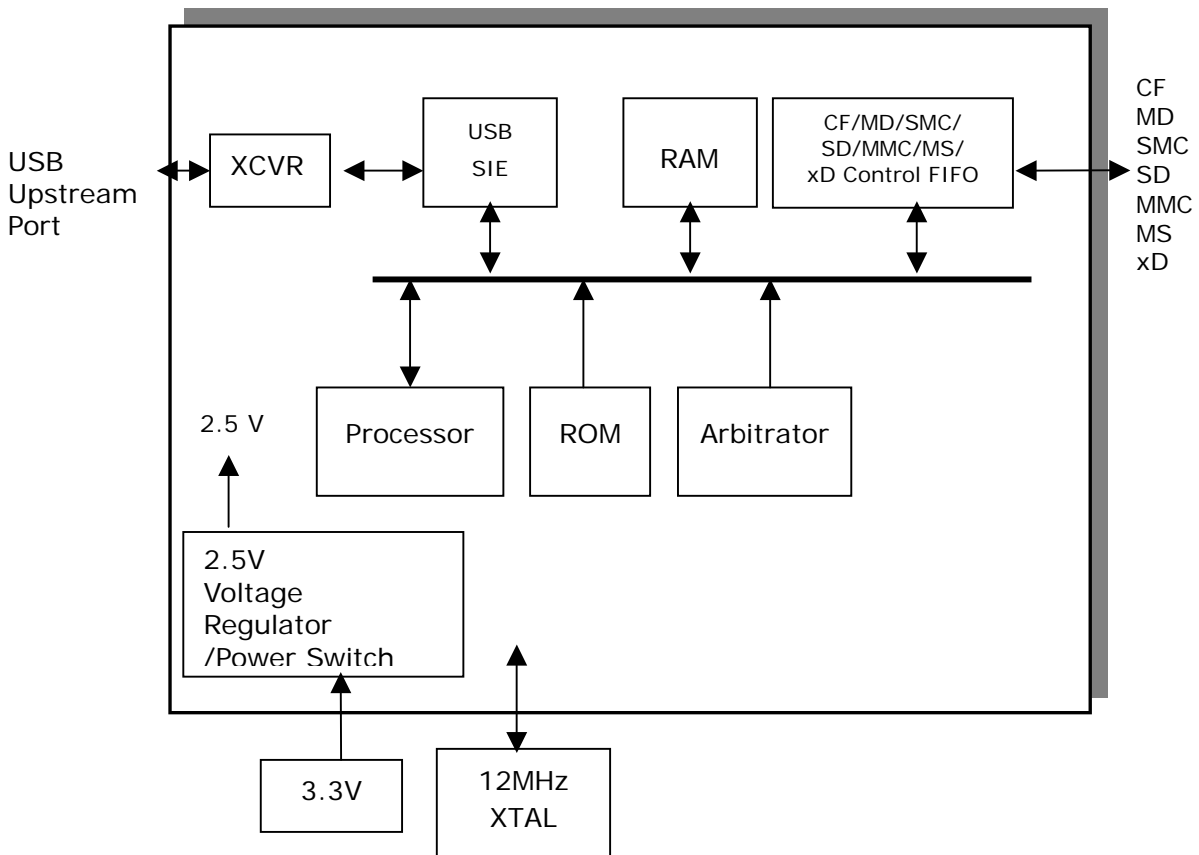 USB
Upstream
Port
XCVR
USB
SIE
RAM
CF/MD/SMC/
SD/MMC/MS/
xD Control FIFO
CF
MD
SMC
SD
MMC
MS
xD
Processor
ROM
Arbitrator
2.5 V
2.5V
Voltage
Regulator
/Power Switch
3.3V
12MHz
XTAL